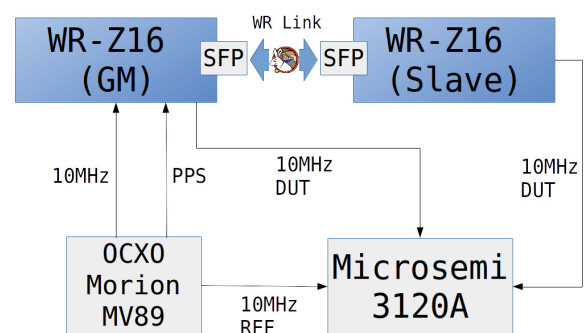 WR-Z16
(GM)
SFP
WR Link
SFP
WR-Z16
(Slave)
10MHz
PPS
10MHz
DUT
10MHz
DUT
OCXO
Morion
MV89
10MHz
REF
Microsemi
3120A